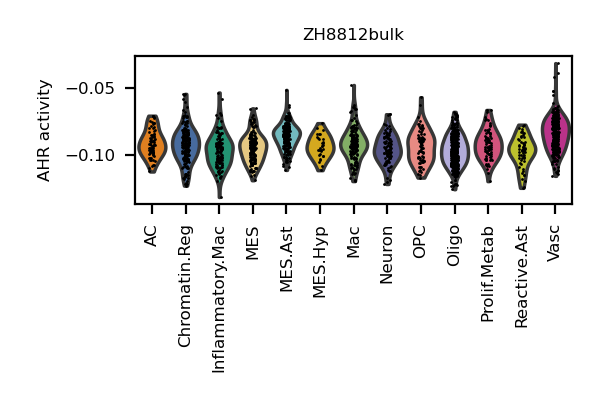 ZH8812bulk
AHR activity
−0.05
−0.10
AC
Chromatin.Reg
Inflammatory.Mac
MES
MES.Ast
MES.Hyp
Mac
Neuron
OPC
Oligo
Prolif.Metab
Reactive.Ast
Vasc